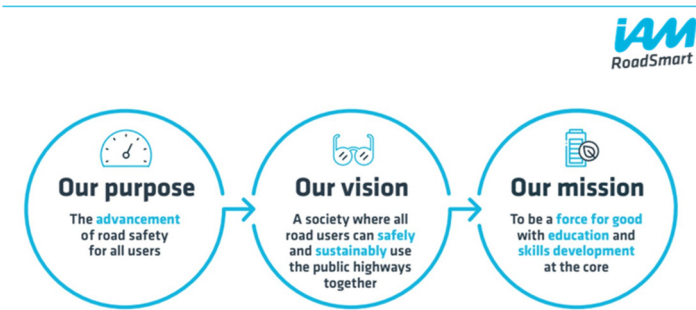 iAM
RoadSmart
Our purpose
The advancement
of road safety
for all users
Our vision
A society where all
road users can safely
and sustainably use
the public highways
together
Our mission
To be a force for good
with education and
skills development
at the core